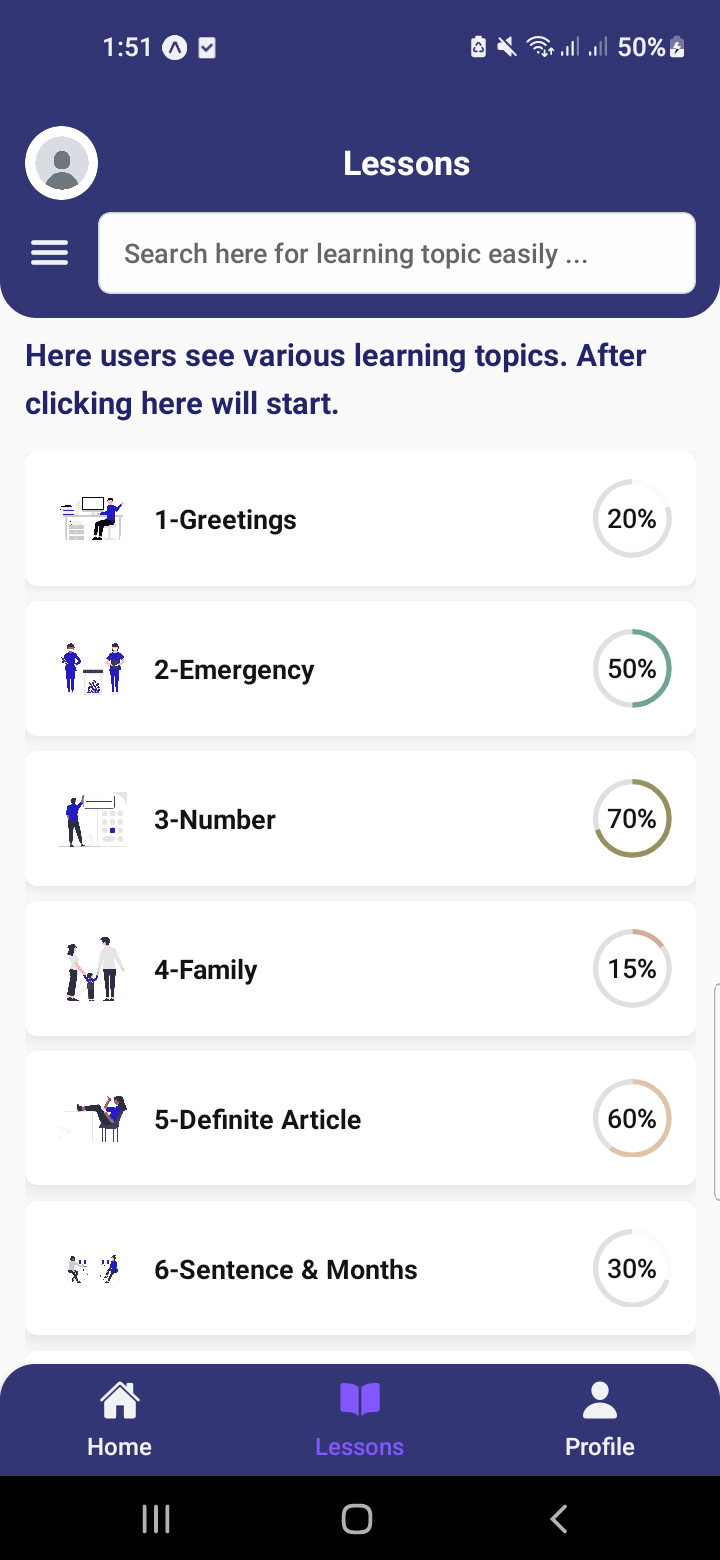 1:51
50%
Lessons
Search here for learning topic easily ...
Here users see various learning topics. After
clicking here will start.
1-Greetings
20%
2-Emergency
50%
3-Number
70%
4-Family
15%
5-Definite Article
60%
6-Sentence & Months
30%
Home
Lessons
Profile